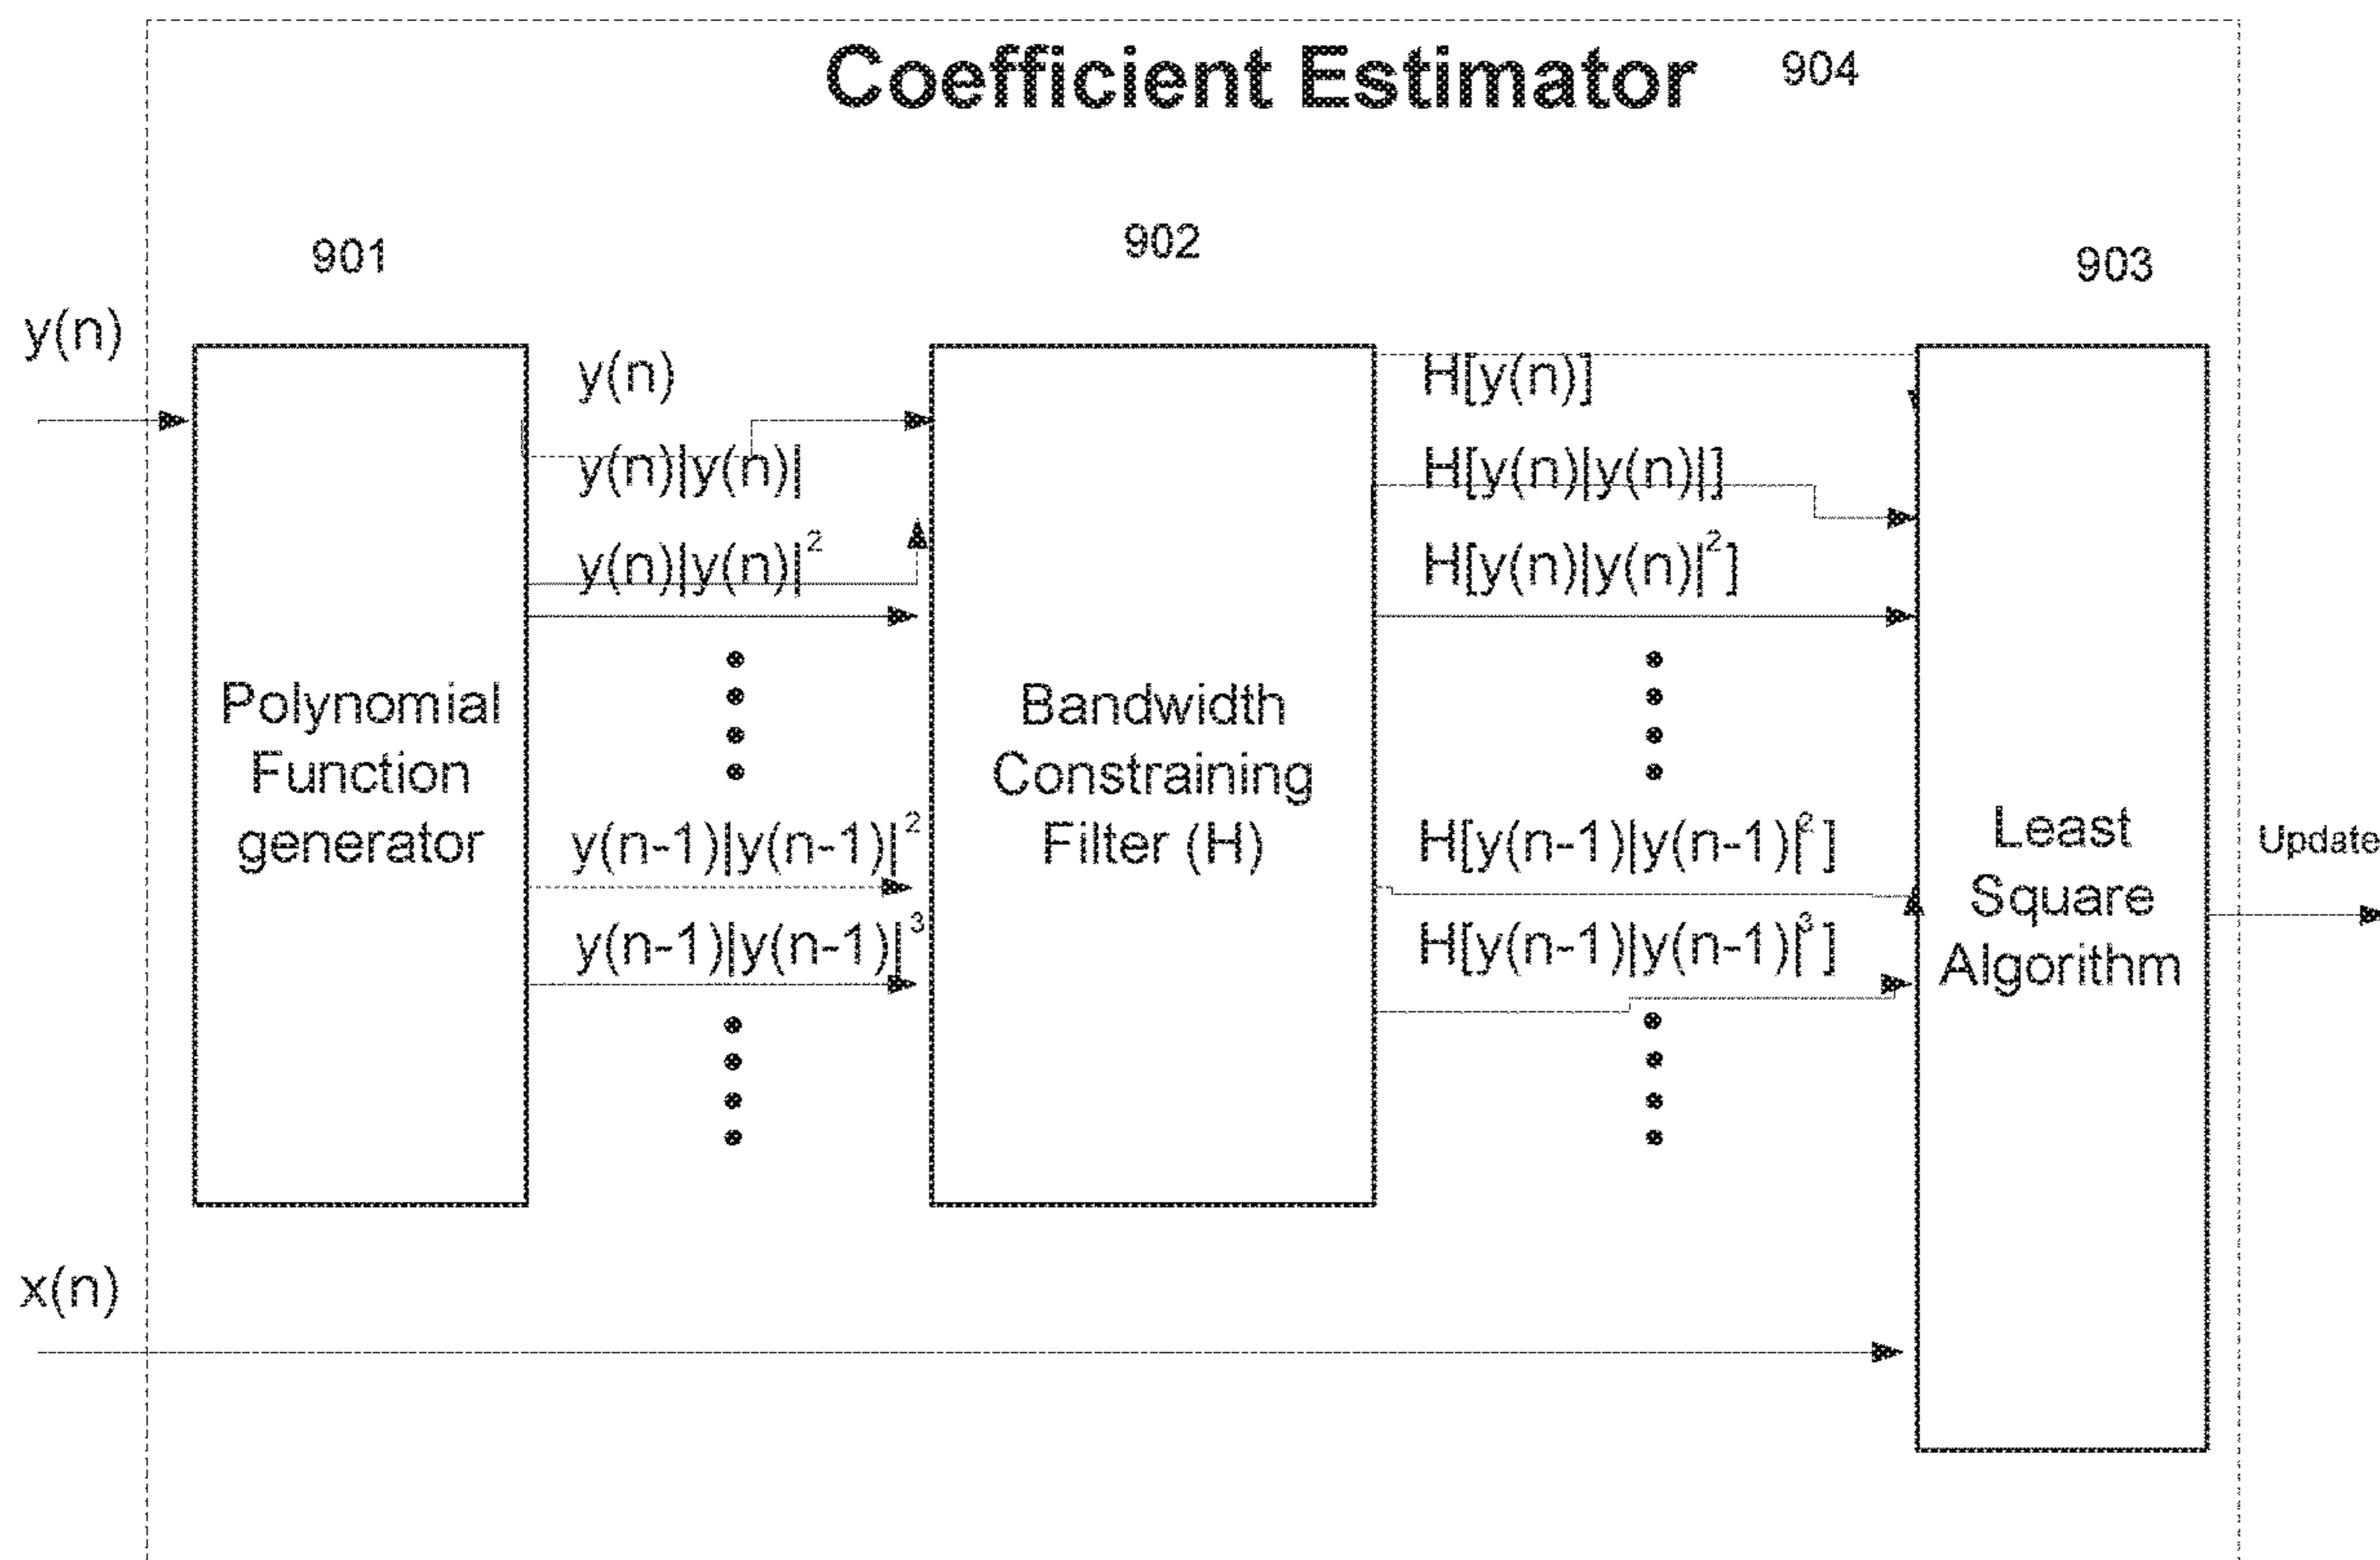 Coefficient Estimator 904
901
902
903
y(n)
y(n)
y(n)|y(n)|
y(n)|y(n)|²
y(n-1)|y(n-1)|²
y(n-1)|y(n-1)|³
H[y(n)]
H[y(n)|y(n)|]
H[y(n)|y(n)|²]
H[y(n-1)|y(n-1)|²]
H[y(n-1)|y(n-1)|³]
Polynomial
Function
generator
Bandwidth
Constraining
Filter (H)
Least
Square
Algorithm
Update
x(n)